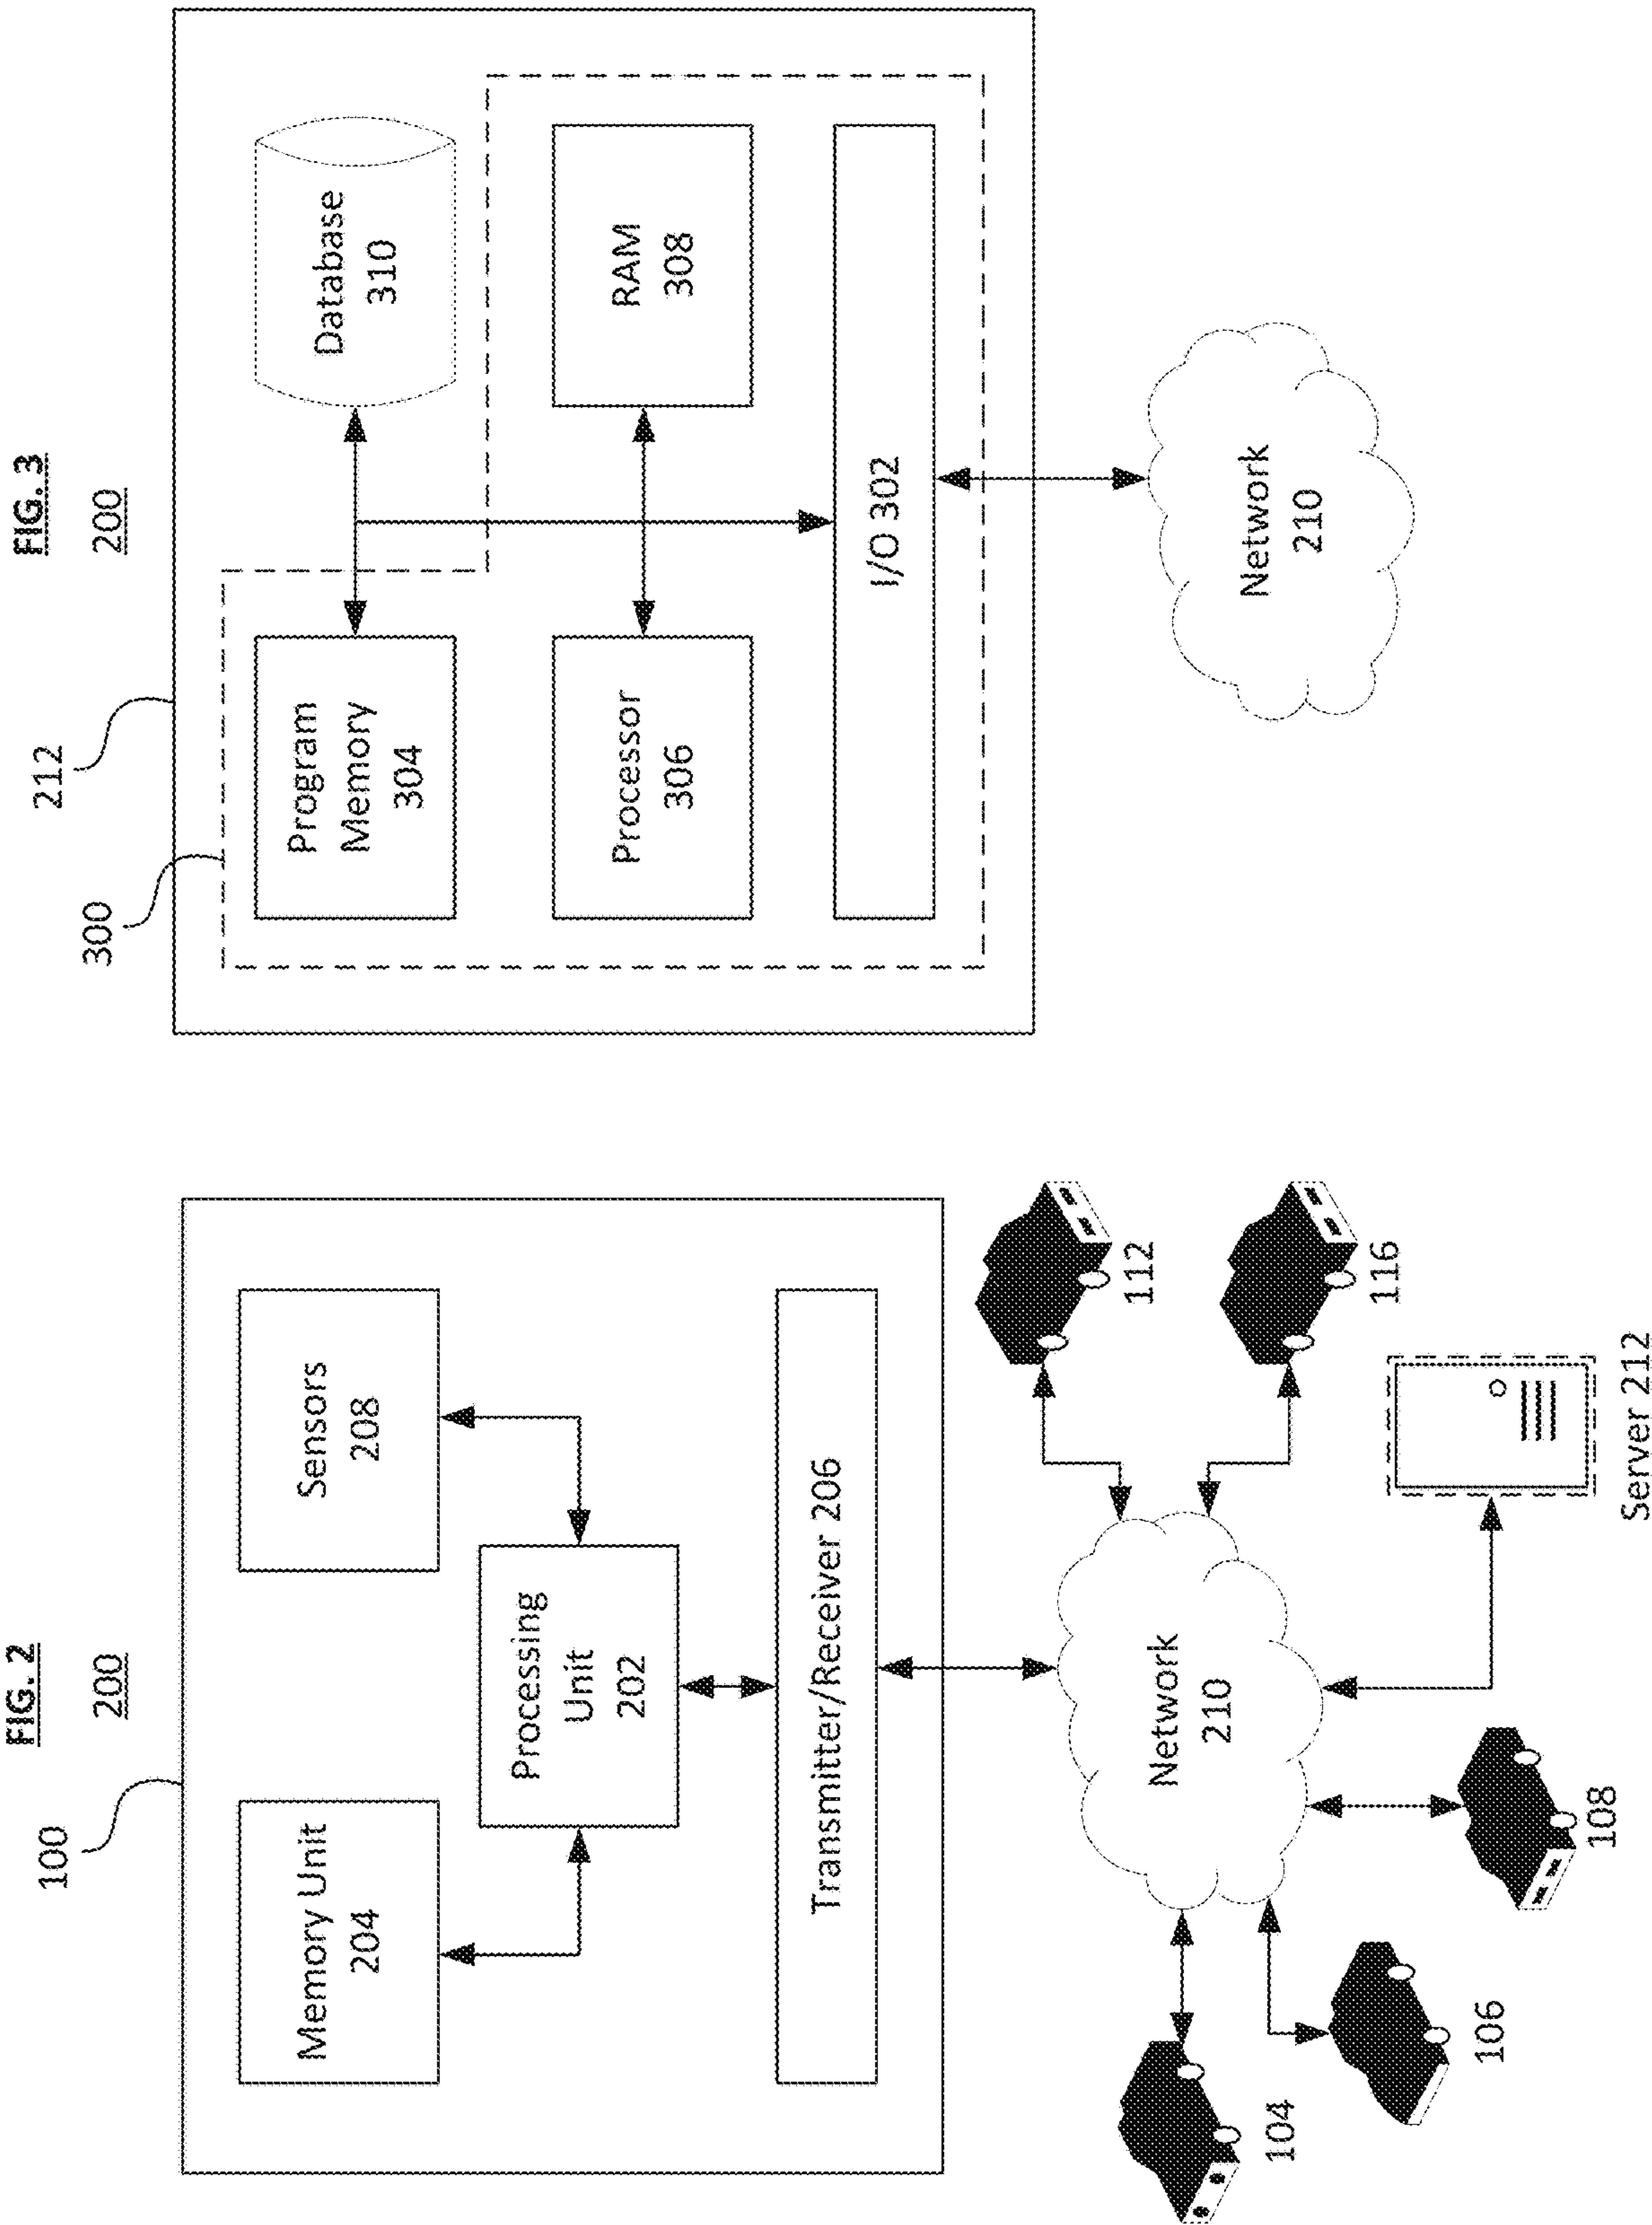 FIG. 2
200
100
Memory Unit
204
Sensors
208
Processing
Unit
202
Transmitter/Receiver 206
Network
210
104
106
108
112
116
Server 212
FIG. 3
200
212
300
Program
Memory
304
Database
310
Processor
306
RAM
308
I/O 302
Network
210